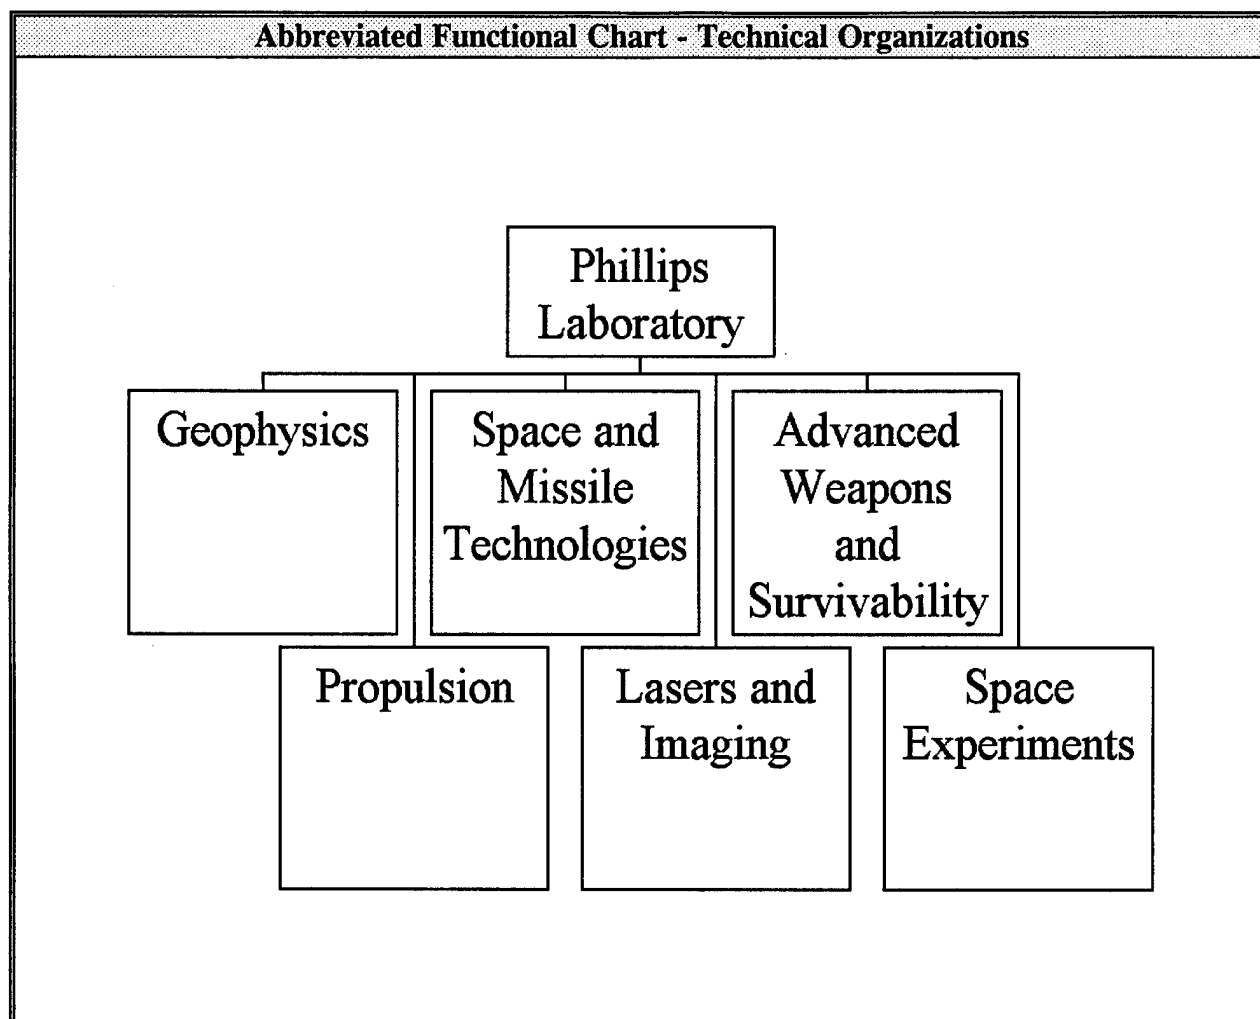 Abbreviated Functional Chart - Technical Organizations
Phillips
Laboratory
Geophysics
Space and
Missile
Technologies
Advanced
Weapons
and
Survivability
Propulsion
Lasers and
Imaging
Space
Experiments